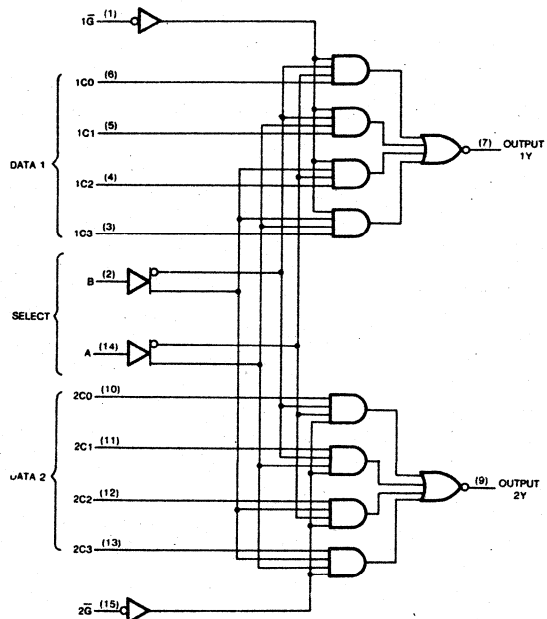 1G̅ (1)
1C0 (6)
1C1 (5)
DATA 1
1C2 (4)
1C3 (3)
(7) OUTPUT
1Y
B (2)
SELECT
A (14)
2C0 (10)
2C1 (11)
DATA 2
2C2 (12)
2C3 (13)
(9) OUTPUT
2Y
2G̅ (15)